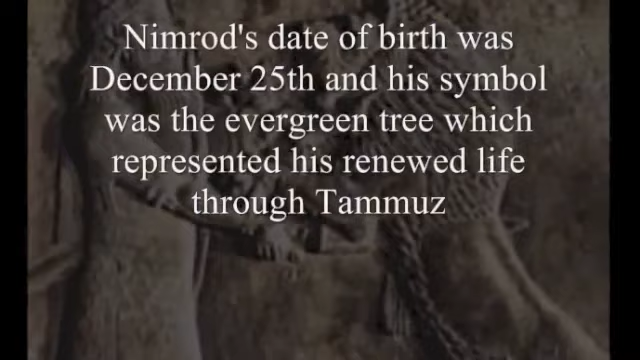 Nimrod's date of birth was
December 25th and his symbol
was the evergreen tree which
represented his renewed life
through Tammuz